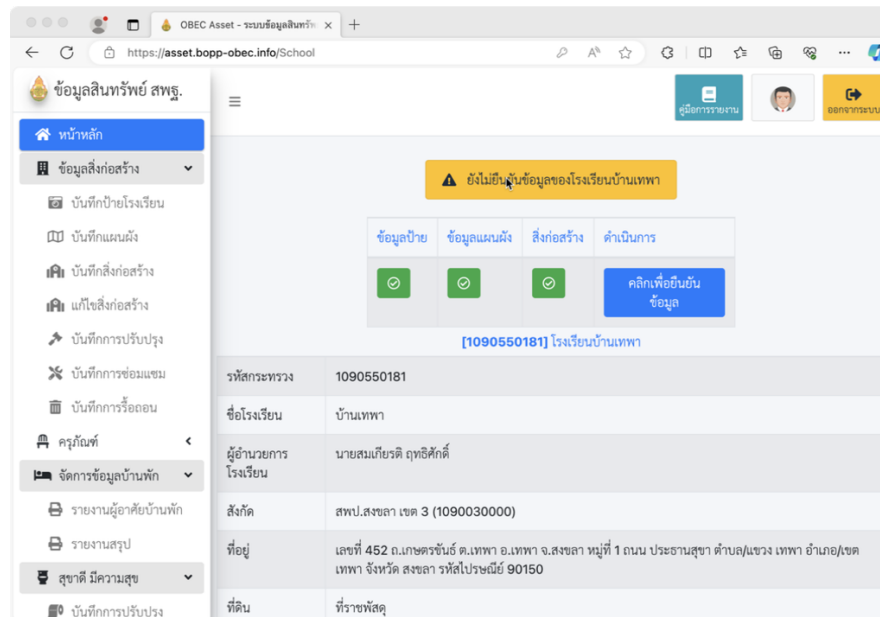 OBEC Asset - ระบบข้อมูลสินทรัพ
https://asset.bopp-obec.info/School
ข้อมูลสินทรัพย์ สพฐ.
คู่มือการรายงาน
ออกจากระบบ
หน้าหลัก
ข้อมูลสิ่งก่อสร้าง
บันทึกป้ายโรงเรียน
บันทึกแผนผัง
บันทึกสิ่งก่อสร้าง
แก้ไขสิ่งก่อสร้าง
บันทึกการปรับปรุง
บันทึกการซ่อมแซม
บันทึกการรื้อถอน
ครุภัณฑ์
จัดการข้อมูลบ้านพัก
รายงานผู้อาศัยบ้านพัก
รายงานสรุป
สุขาดี มีความสุข
บันทึกการปรับปรุง
ยังไม่ยืนยันข้อมูลของโรงเรียนบ้านเทพา
ข้อมูลป้าย ข้อมูลแผนผัง สิ่งก่อสร้าง ดำเนินการ
คลิกเพื่อยืนยัน
ข้อมูล
[1090550181] โรงเรียนบ้านเทพา
รหัสกระทรวง 1090550181
ชื่อโรงเรียน บ้านเทพา
ผู้อำนวยการ นายสมเกียรติ ฤทธิศักดิ์
โรงเรียน
สังกัด สพป.สงขลา เขต 3 (1090030000)
ที่อยู่ เลขที่ 452 ถ.เกษตรขันธ์ ต.เทพา อ.เทพา จ.สงขลา หมู่ที่ 1 ถนน ประธานสุขา ตำบล/แขวง เทพา อำเภอ/เขต
เทพา จังหวัด สงขลา รหัสไปรษณีย์ 90150
ที่ดิน ที่ราชพัสดุ